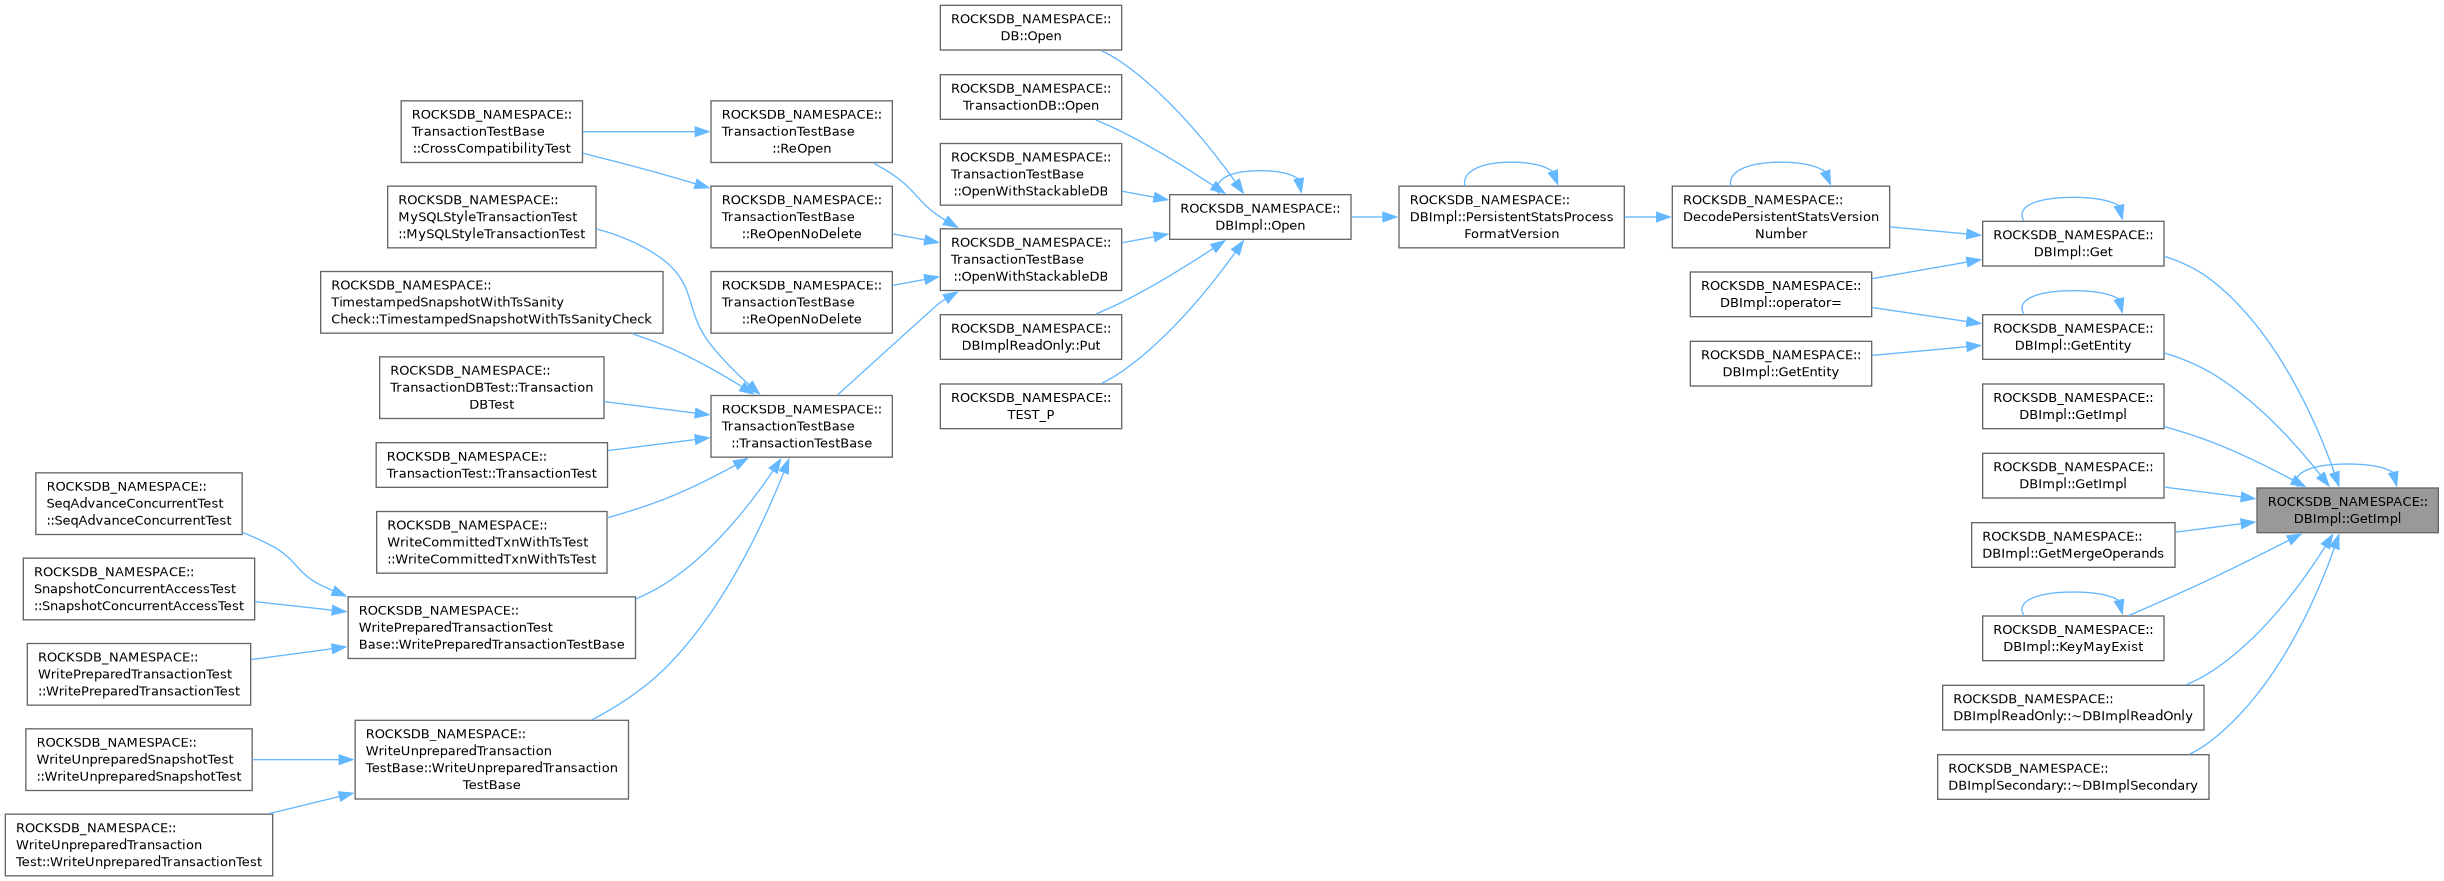 ROCKSDB_NAMESPACE::
DB::Open
ROCKSDB_NAMESPACE::
TransactionDB::Open
ROCKSDB_NAMESPACE::
TransactionTestBase
::CrossCompatibilityTest
ROCKSDB_NAMESPACE::
TransactionTestBase
::ReOpen
ROCKSDB_NAMESPACE::
TransactionTestBase
::OpenWithStackableDB
ROCKSDB_NAMESPACE::
MySQLStyleTransactionTest
::MySQLStyleTransactionTest
ROCKSDB_NAMESPACE::
TransactionTestBase
::ReOpenNoDelete
ROCKSDB_NAMESPACE::
DBImpl::Open
ROCKSDB_NAMESPACE::
DBImpl::PersistentStatsProcess
FormatVersion
ROCKSDB_NAMESPACE::
DecodePersistentStatsVersion
Number
ROCKSDB_NAMESPACE::
DBImpl::Get
ROCKSDB_NAMESPACE::
TransactionTestBase
::OpenWithStackableDB
ROCKSDB_NAMESPACE::
TimestampedSnapshotWithTsSanity
Check::TimestampedSnapshotWithTsSanityCheck
ROCKSDB_NAMESPACE::
TransactionTestBase
::ReOpenNoDelete
ROCKSDB_NAMESPACE::
DBImpl::operator=
ROCKSDB_NAMESPACE::
DBImplReadOnly::Put
ROCKSDB_NAMESPACE::
DBImpl::GetEntity
ROCKSDB_NAMESPACE::
DBImpl::GetEntity
ROCKSDB_NAMESPACE::
TransactionDBTest::Transaction
DBTest
ROCKSDB_NAMESPACE::
TEST_P
ROCKSDB_NAMESPACE::
DBImpl::GetImpl
ROCKSDB_NAMESPACE::
TransactionTestBase
::TransactionTestBase
ROCKSDB_NAMESPACE::
TransactionTest::TransactionTest
ROCKSDB_NAMESPACE::
DBImpl::GetImpl
ROCKSDB_NAMESPACE::
SeqAdvanceConcurrentTest
::SeqAdvanceConcurrentTest
ROCKSDB_NAMESPACE::
DBImpl::GetImpl
ROCKSDB_NAMESPACE::
WriteCommittedTxnWithTsTest
::WriteCommittedTxnWithTsTest
ROCKSDB_NAMESPACE::
DBImpl::GetMergeOperands
ROCKSDB_NAMESPACE::
SnapshotConcurrentAccessTest
::SnapshotConcurrentAccessTest
ROCKSDB_NAMESPACE::
WritePreparedTransactionTest
Base::WritePreparedTransactionTestBase
ROCKSDB_NAMESPACE::
DBImpl::KeyMayExist
ROCKSDB_NAMESPACE::
WritePreparedTransactionTest
::WritePreparedTransactionTest
ROCKSDB_NAMESPACE::
DBImplReadOnly::~DBImplReadOnly
ROCKSDB_NAMESPACE::
WriteUnpreparedSnapshotTest
::WriteUnpreparedSnapshotTest
ROCKSDB_NAMESPACE::
WriteUnpreparedTransaction
TestBase::WriteUnpreparedTransaction
TestBase
ROCKSDB_NAMESPACE::
DBImplSecondary::~DBImplSecondary
ROCKSDB_NAMESPACE::
WriteUnpreparedTransaction
Test::WriteUnpreparedTransactionTest